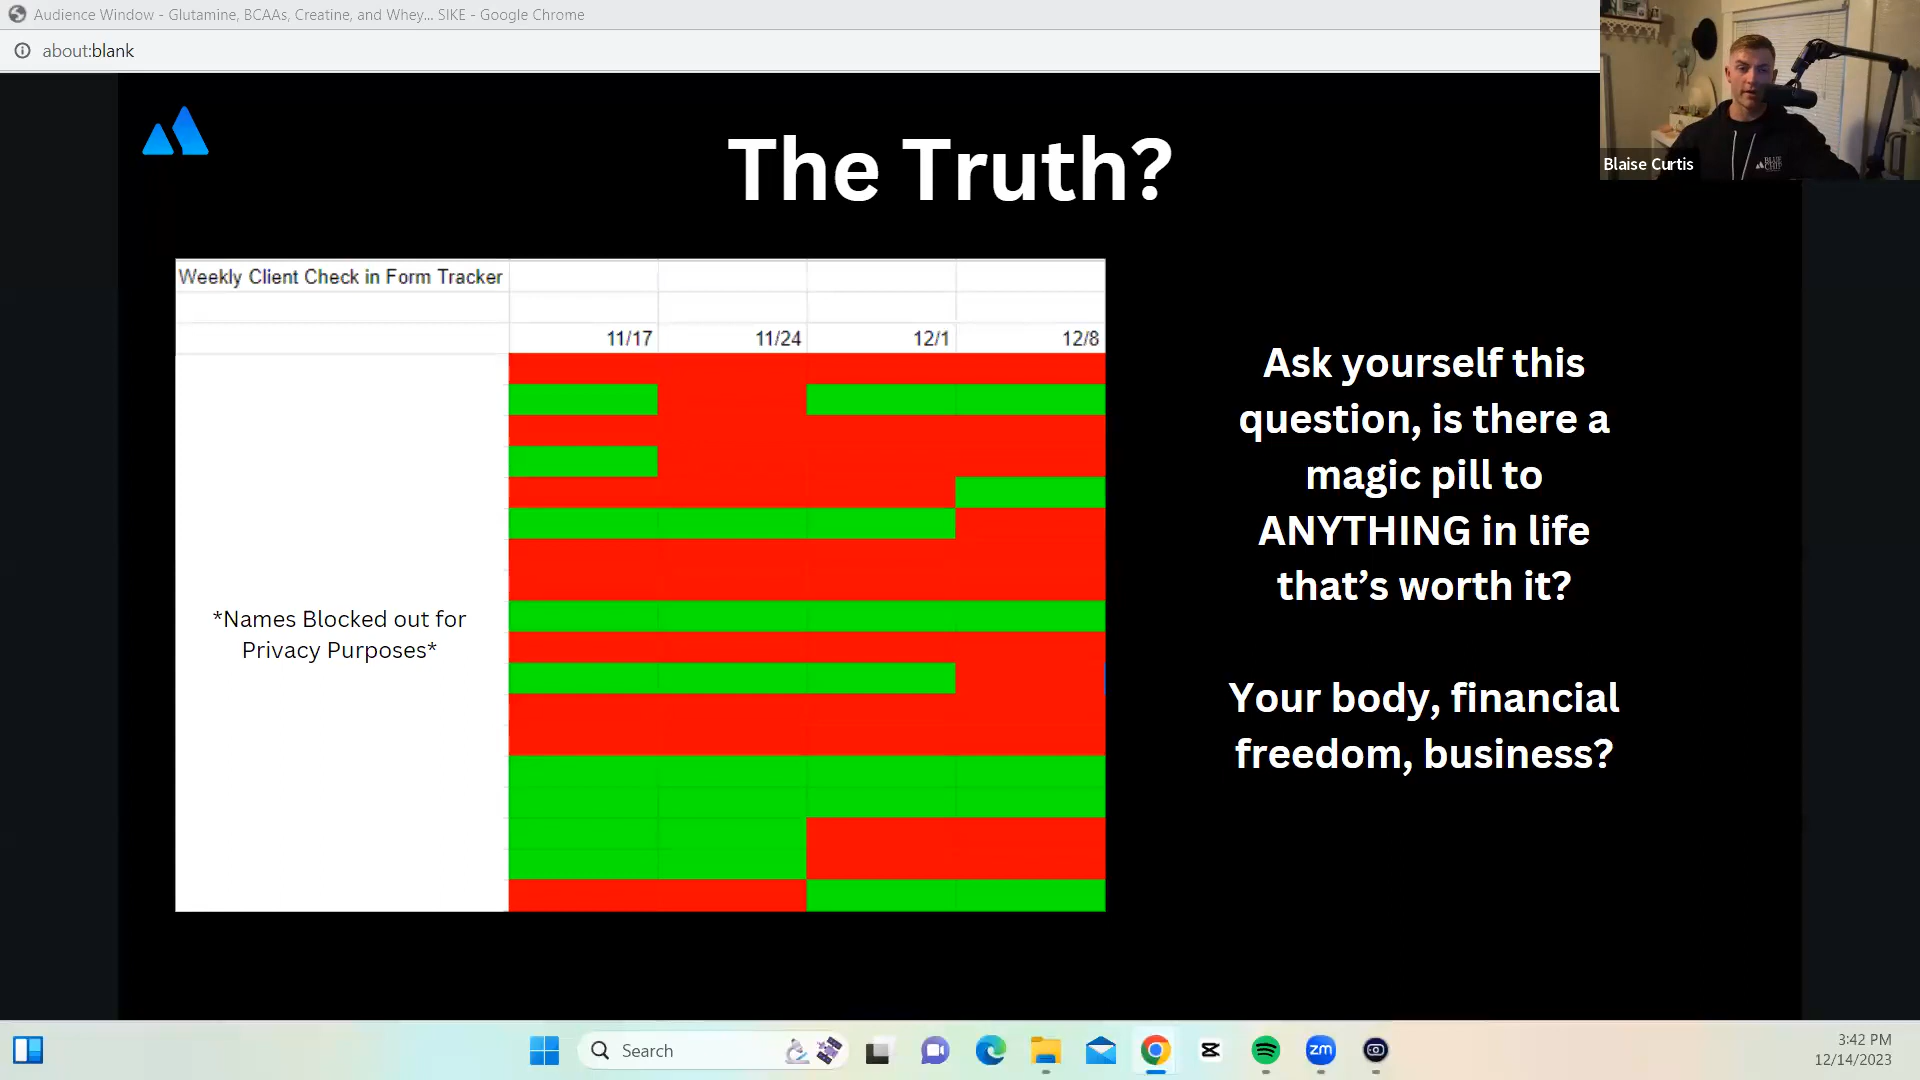 Audience Window - Glutamine, BCAAs, Creatine, and Whey... SIKE - Google Chrome
about:blank
Blaise Curtis
The Truth?
Weekly Client Check in Form Tracker
11/17 11/24 12/1 12/8
*Names Blocked out for
Privacy Purposes*
Ask yourself this
question, is there a
magic pill to
ANYTHING in life
that’s worth it?
Your body, financial
freedom, business?
Search
zm
3:42 PM
12/14/2023